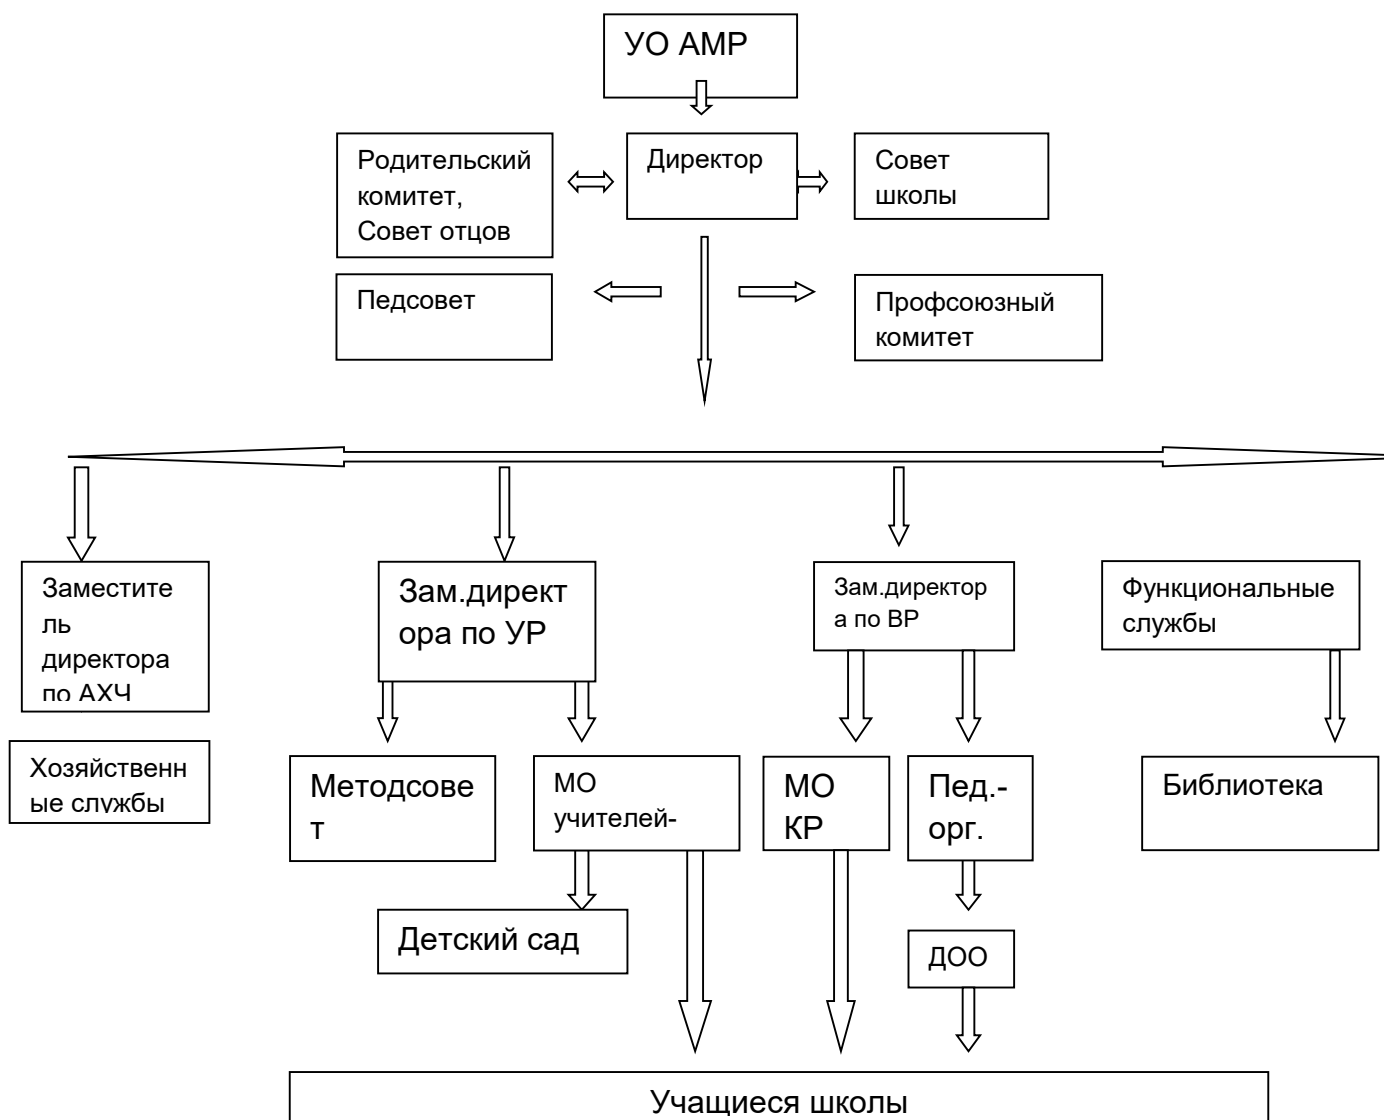 УО АМР
Родительский
комитет,
Совет отцов
Директор
Совет
школы
Педсовет
Профсоюзный
комитет
Заместите
ль
директора
по АХЧ
Зам.директ
ора по УР
Зам.директор
а по ВР
Функциональные
службы
Хозяйственн
ые службы
Методсове
т
МО
учителей-
МО
КР
Пед.-
орг.
Библиотека
Детский сад
ДОО
Учащиеся школы